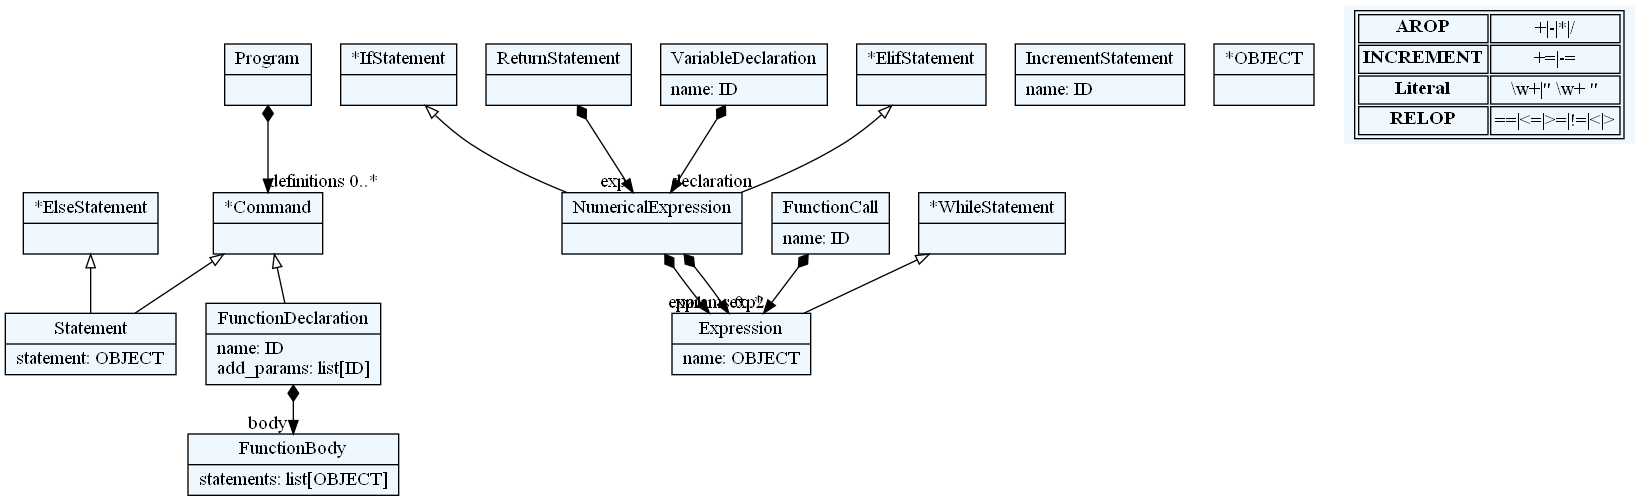 AROP +|-|*|/
INCREMENT +=|-=
Literal \w+|" \w+ "
RELOP ==|<=|>=|!=|<|>
Program
*IfStatement
ReturnStatement
VariableDeclaration
name: ID
*ElifStatement
IncrementStatement
name: ID
*OBJECT
definitions 0..*
exp
declaration
*ElseStatement
*Command
NumericalExpression
FunctionCall
name: ID
*WhileStatement
Statement
statement: OBJECT
FunctionDeclaration
name: ID
add_params: list[ID]
Expression
name: OBJECT
body
FunctionBody
statements: list[OBJECT]